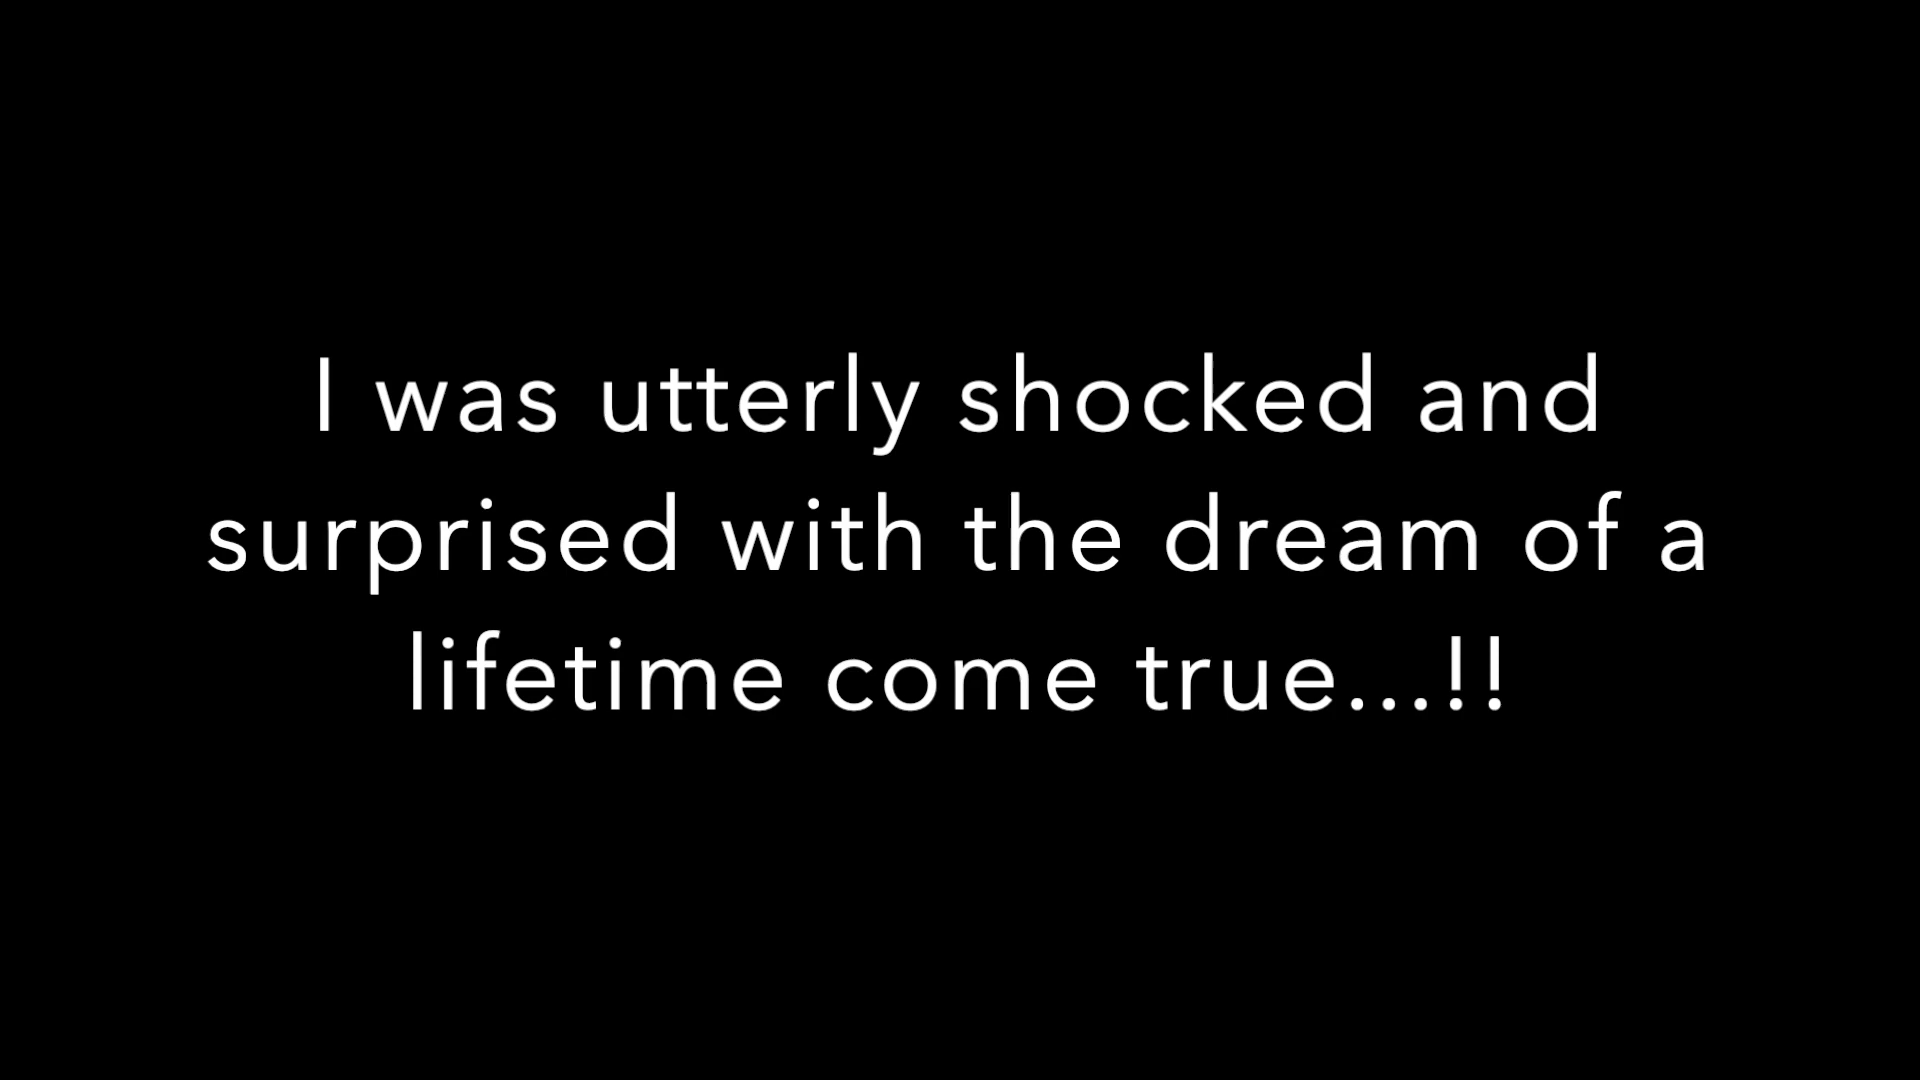 I was utterly shocked and
surprised with the dream of a
lifetime come true...!!